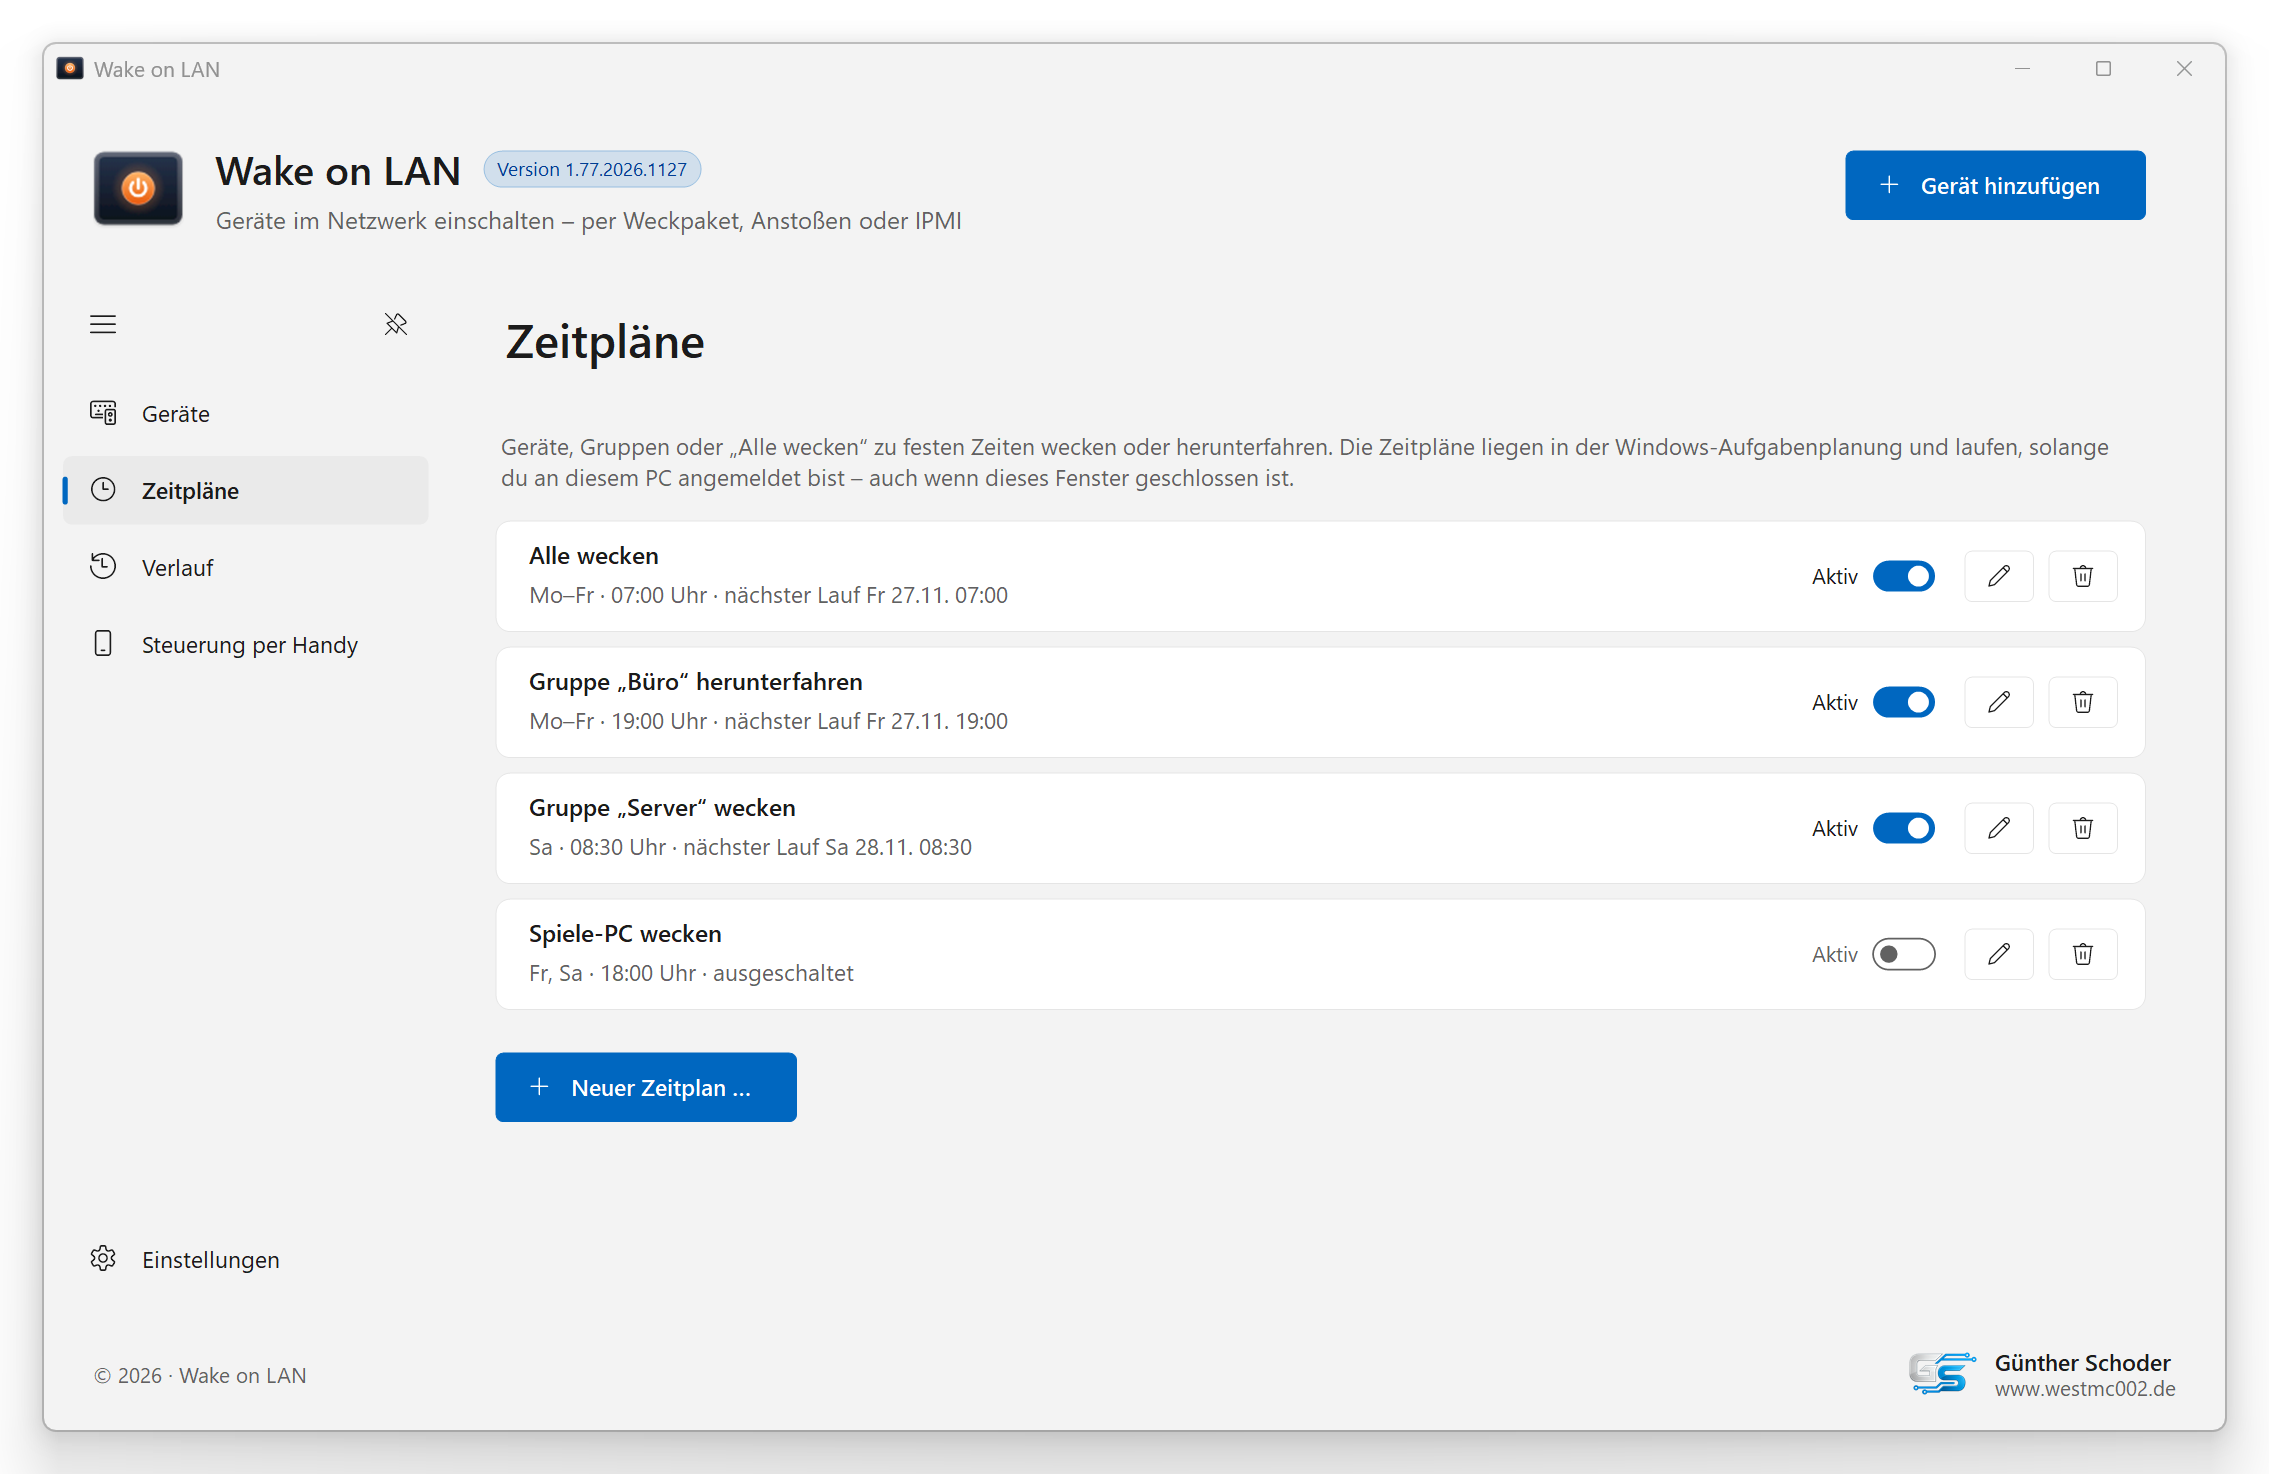 Wake on LAN
Wake on LAN
Version 1.77.2026.1127
Geräte im Netzwerk einschalten – per Weckpaket, Anstoßen oder IPMI
Gerät hinzufügen
Geräte
Zeitpläne
Verlauf
Steuerung per Handy
Einstellungen
Zeitpläne
Geräte, Gruppen oder „Alle wecken“ zu festen Zeiten wecken oder herunterfahren. Die Zeitpläne liegen in der Windows-Aufgabenplanung und laufen, solange
du an diesem PC angemeldet bist – auch wenn dieses Fenster geschlossen ist.
Alle wecken
Mo–Fr · 07:00 Uhr · nächster Lauf Fr 27.11. 07:00
Aktiv
Gruppe „Büro“ herunterfahren
Mo–Fr · 19:00 Uhr · nächster Lauf Fr 27.11. 19:00
Aktiv
Gruppe „Server“ wecken
Sa · 08:30 Uhr · nächster Lauf Sa 28.11. 08:30
Aktiv
Spiele-PC wecken
Fr, Sa · 18:00 Uhr · ausgeschaltet
Aktiv
Neuer Zeitplan ...
© 2026 · Wake on LAN
GS
Günther Schoder
www.westmc002.de